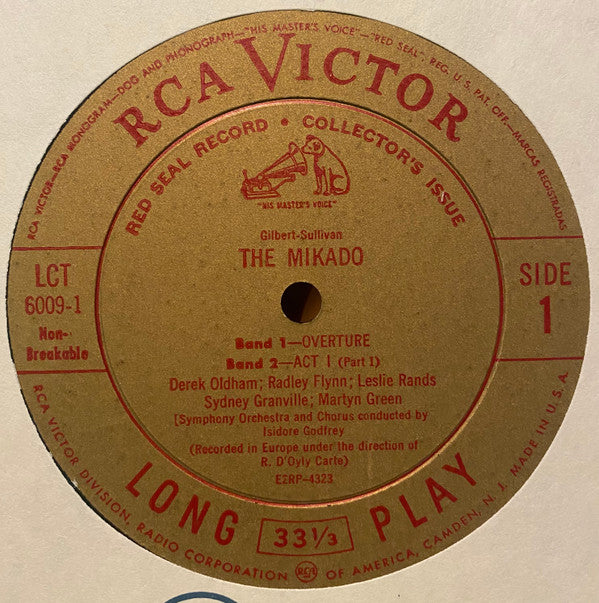 RCA VICTOR—RCA MONOGRAM—DOG AND PHONOGRAPH—"HIS MASTER'S VOICE"—"RED SEAL", REG. U.S. PAT. OFF.—MARCAS REGISTRADAS
RCA VICTOR
RED SEAL RECORD • COLLECTOR'S ISSUE
"HIS MASTER'S VOICE"
Gilbert-Sullivan
THE MIKADO
LCT
6009-1
Non-
Breakable
SIDE
1
Band 1—OVERTURE
Band 2—ACT I (Part 1)
Derek Oldham; Radley Flynn; Leslie Rands
Sydney Granville; Martyn Green
[Symphony Orchestra and Chorus conducted by
Isidore Godfrey
(Recorded in Europe under the direction of
R. D'Oyly Carte)
E2RP-4323
LONG 33⅓ PLAY
RCA VICTOR DIVISION, RADIO CORPORATION RCA OF AMERICA, CAMDEN, N. J. MADE IN U.S.A.